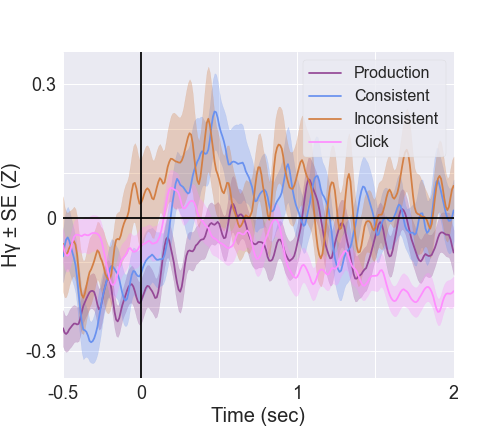 Production
Consistent
Inconsistent
Click
Hγ ± SE (Z)
0.3
0
-0.3
-0.5 0 1 2
Time (sec)